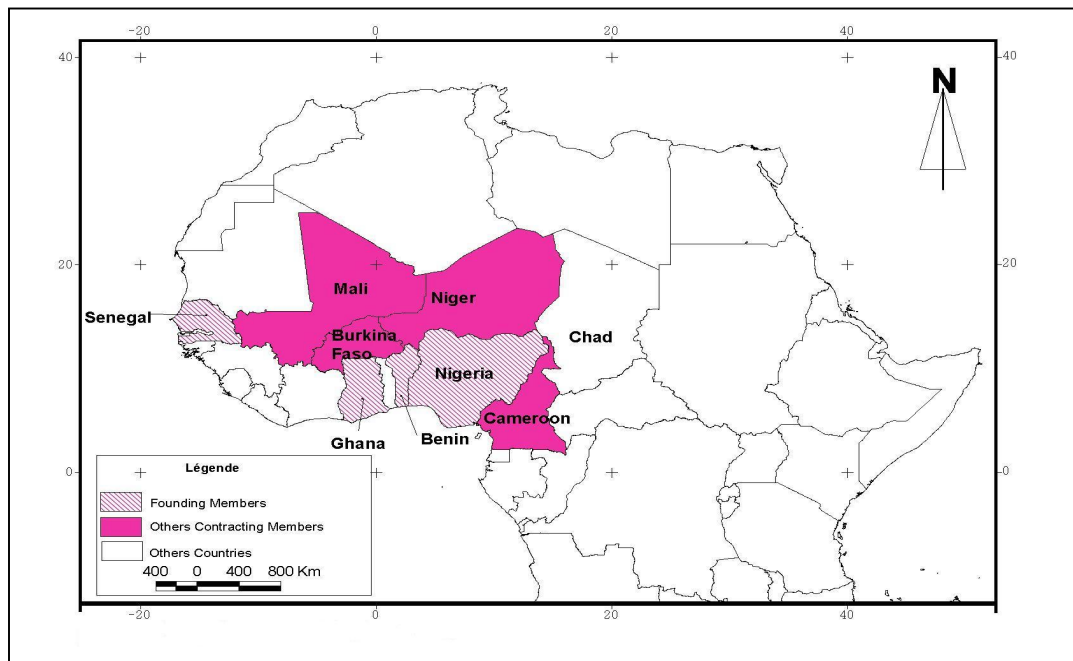 -20 0 20 40
40 40
N
20 20
Mali
Niger
Senegal
Burkina
Faso
Chad
Nigeria
Cameroon
Ghana
Benin
0 0
Légende
Founding Members
Others Contracting Members
Others Countries
400 0 400 800 Km
-20 0 20 40